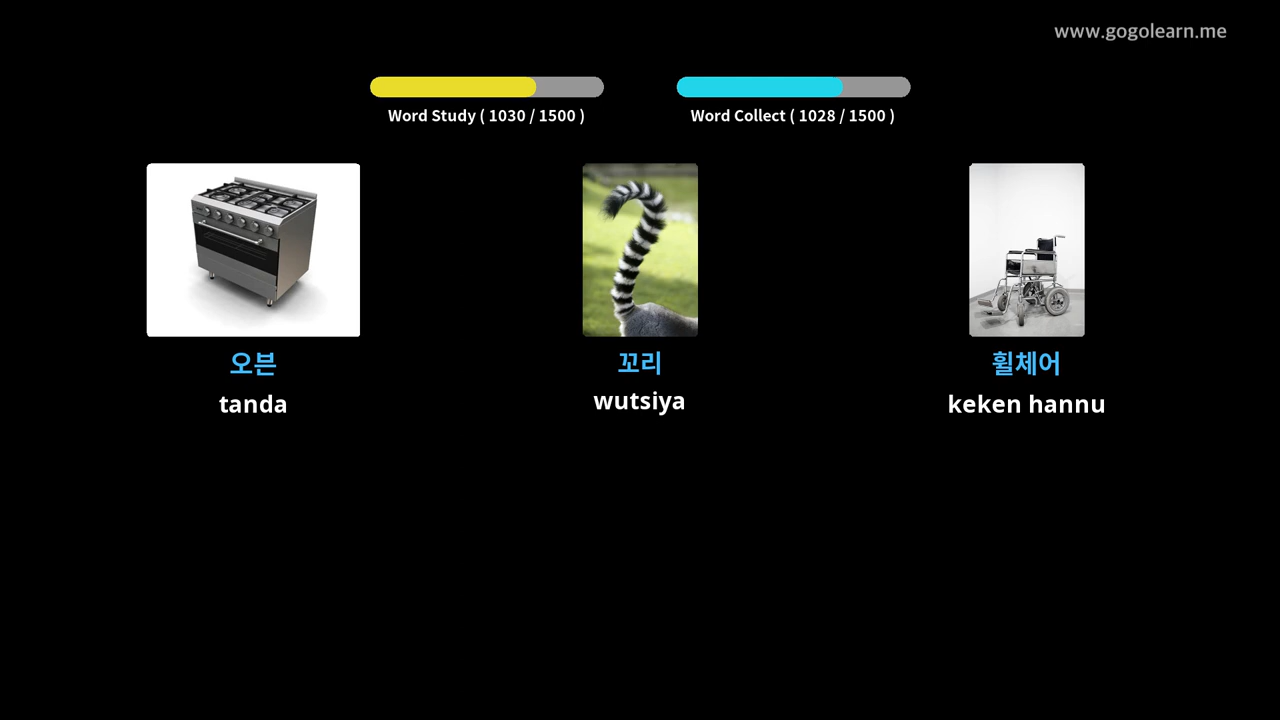 www.gogolearn.me
Word Study ( 1030 / 1500 )
Word Collect ( 1028 / 1500 )
오븐
tanda
꼬리
wutsiya
휠체어
keken hannu